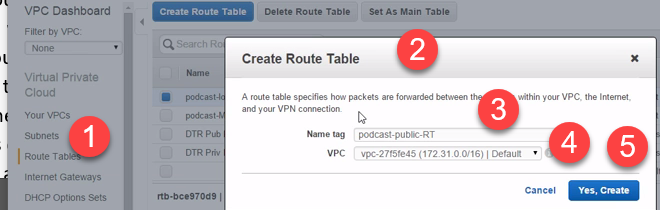 VPC Dashboard
Filter by VPC:
None
Virtual Private
Cloud
Your VPCs
Subnets
Route Tables
Internet Gateways
DHCP Options Sets
Create Route Table Delete Route Table Set As Main Table
Search Ro
Name
podcast-lo
podcast-M
DTR Pub
DTR Priv
rtb-bce970d9 |
Create Route Table
A route table specifies how packets are forwarded between the within your VPC, the Internet,
and your VPN connection.
Name tag podcast-public-RT
VPC vpc-27f5fe45 (172.31.0.0/16) | Default
Cancel Yes, Create
1
2
3
4
5